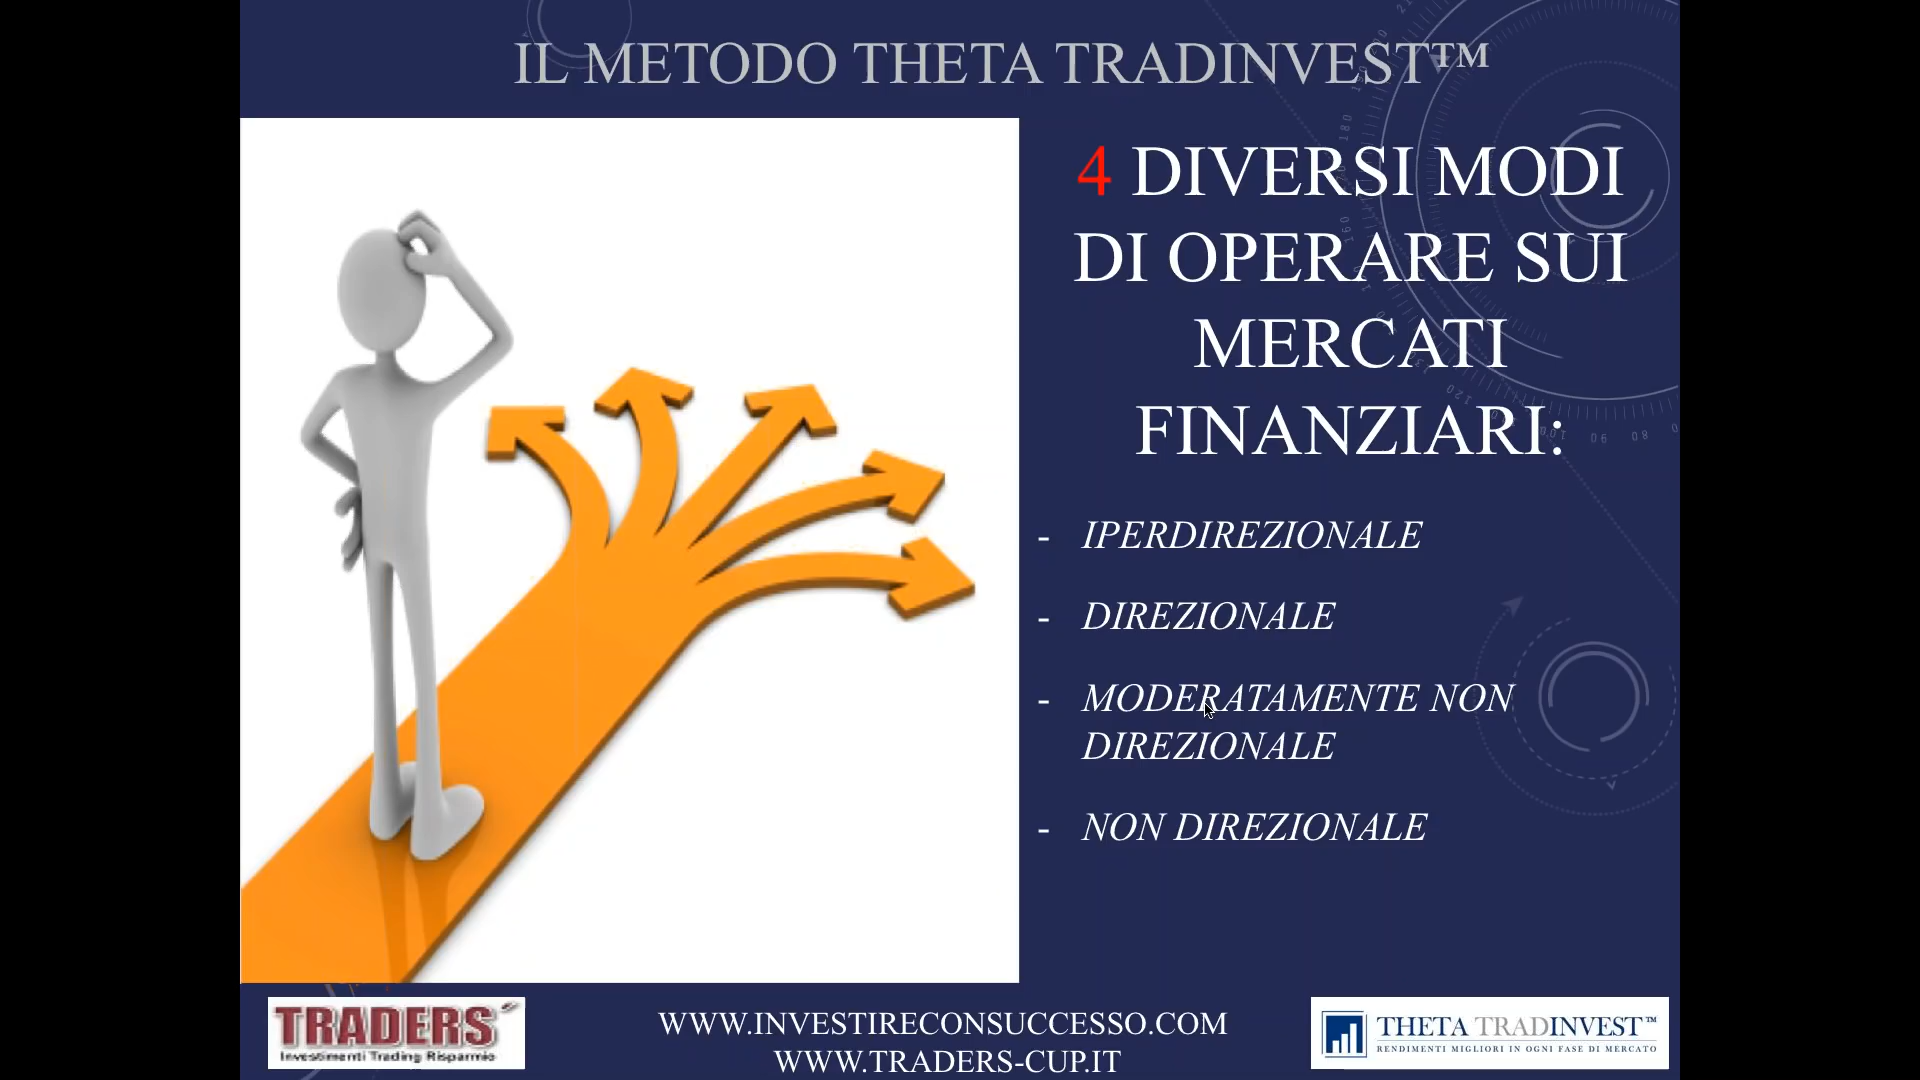 IL METODO THETA TRADINVEST™
4 DIVERSI MODI
DI OPERARE SUI
MERCATI
FINANZIARI:
- IPERDIREZIONALE
- DIREZIONALE
- MODERATAMENTE NON
DIREZIONALE
- NON DIREZIONALE
TRADERS'
Investimenti Trading Risparmio
WWW.INVESTIRECONSUCCESSO.COM
WWW.TRADERS-CUP.IT
THETA TRADINVEST™
RENDIMENTI MIGLIORI IN OGNI FASE DI MERCATO